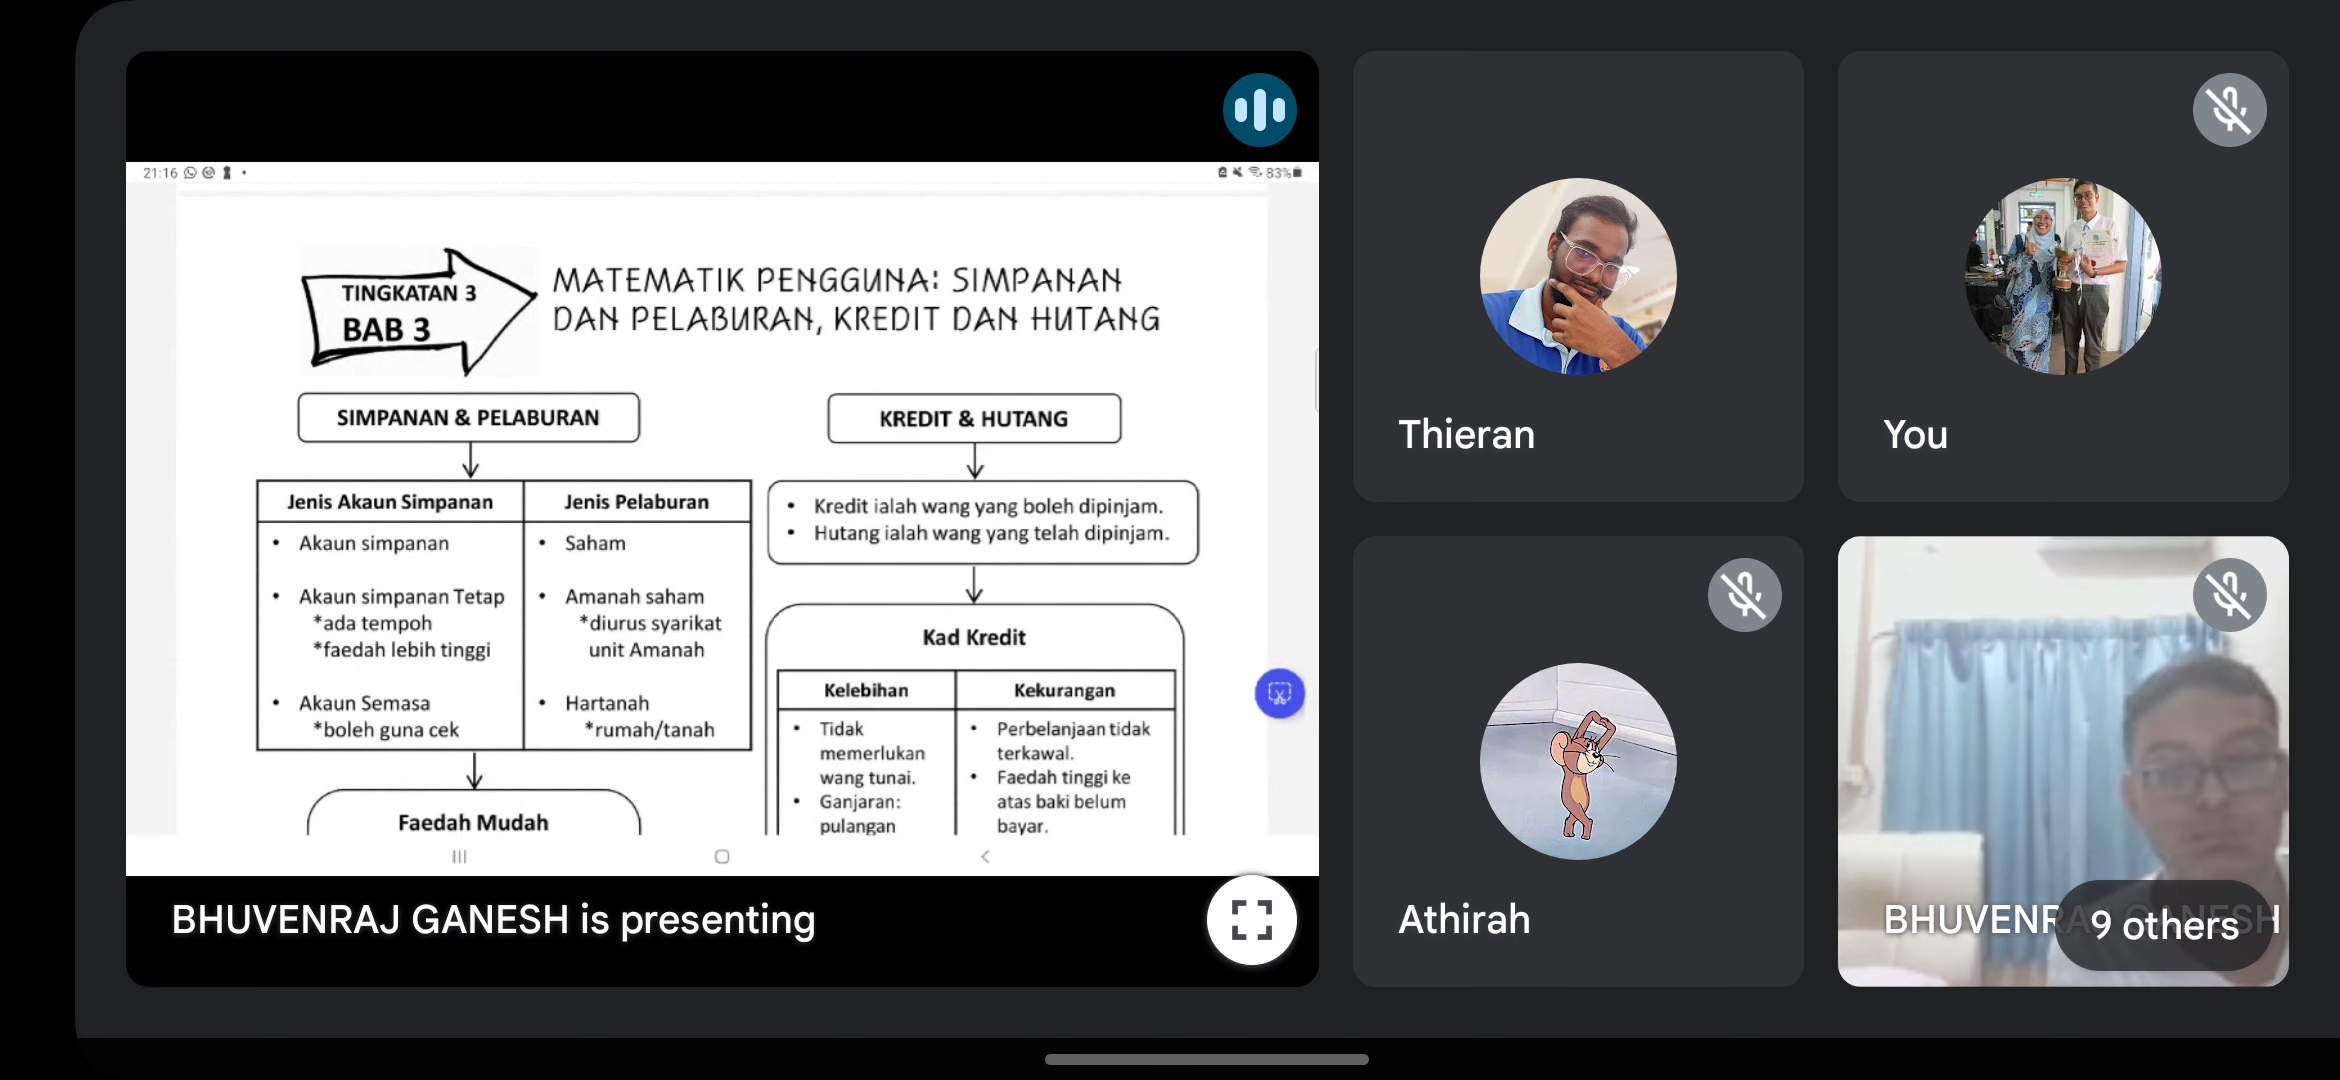 21:16
83%
TINGKATAN 3
BAB 3
MATEMATIK PENGGUNA: SIMPANAN
DAN PELABURAN, KREDIT DAN HUTANG
SIMPANAN & PELABURAN
Jenis Akaun Simpanan
• Akaun simpanan
• Akaun simpanan Tetap
*ada tempoh
*faedah lebih tinggi
• Akaun Semasa
*boleh guna cek
Jenis Pelaburan
• Saham
• Amanah saham
*diurus syarikat
unit Amanah
• Hartanah
*rumah/tanah
Faedah Mudah
KREDIT & HUTANG
• Kredit ialah wang yang boleh dipinjam.
• Hutang ialah wang yang telah dipinjam.
Kad Kredit
Kelebihan
• Tidak
memerlukan
wang tunai.
• Ganjaran:
pulangan
Kekurangan
• Perbelanjaan tidak
terkawal.
• Faedah tinggi ke
atas baki belum
bayar.
BHUVENRAJ GANESH is presenting
Thieran
You
Athirah
BHUVENRAJ GANESH
9 others